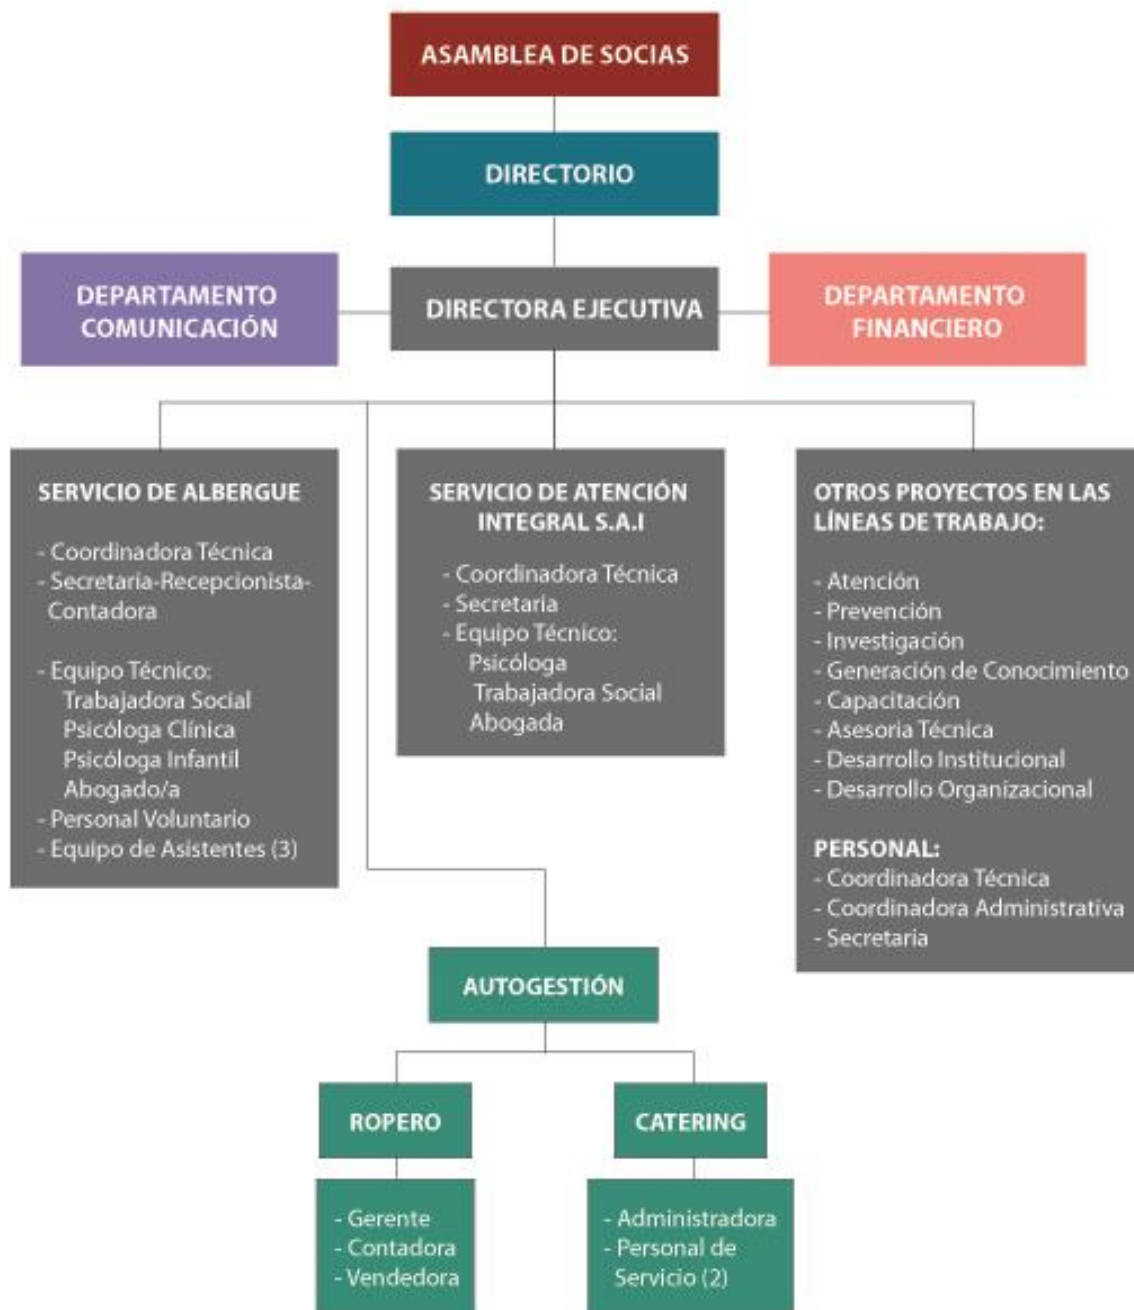 ASAMBLEA DE SOCIAS
DIRECTORIO
DEPARTAMENTO
COMUNICACIÓN
DIRECTORA EJECUTIVA
DEPARTAMENTO
FINANCIERO
SERVICIO DE ALBERGUE
- Coordinadora Técnica
- Secretaria-Recepcionista-
Contadora
- Equipo Técnico:
Trabajadora Social
Psicóloga Clínica
Psicóloga Infantil
Abogado/a
- Personal Voluntario
- Equipo de Asistentes (3)
SERVICIO DE ATENCIÓN
INTEGRAL S.A.I
- Coordinadora Técnica
- Secretaria
- Equipo Técnico:
Psicóloga
Trabajadora Social
Abogada
OTROS PROYECTOS EN LAS
LÍNEAS DE TRABAJO:
- Atención
- Prevención
- Investigación
- Generación de Conocimiento
- Capacitación
- Asesoria Técnica
- Desarrollo Institucional
- Desarrollo Organizacional
PERSONAL:
- Coordinadora Técnica
- Coordinadora Administrativa
- Secretaria
AUTOGESTIÓN
ROPERO
- Gerente
- Contadora
- Vendedora
CATERING
- Administradora
- Personal de
Servicio (2)